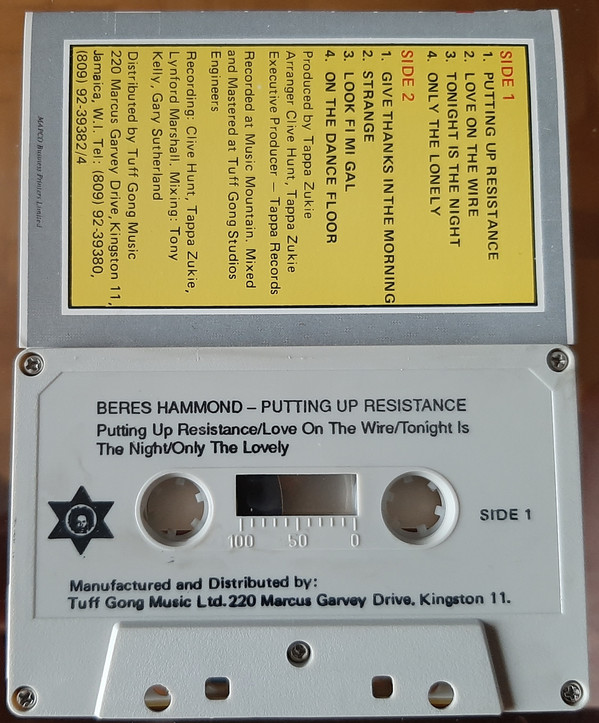 SIDE 1
1. PUTTING UP RESISTANCE
2. LOVE ON THE WIRE
3. TONIGHT IS THE NIGHT
4. ONLY THE LONELY
SIDE 2
1. GIVE THANKS IN THE MORNING
2. STRANGE
3. LOOK FI MI GAL
4. ON THE DANCE FLOOR
Produced by Tappa Zukie
Arranger Clive Hunt, Tappa Zukie
Executive Producer — Tappa Records
Recorded at Music Mountain. Mixed
and Mastered at Tuff Gong Studios
Engineers
Recording: Clive Hunt, Tappa Zukie,
Lynford Marshall. Mixing: Tony
Kelly, Gary Sutherland
Distributed by Tuff Gong Music
220 Marcus Garvey Drive, Kingston 11,
Jamaica, W.I. Tel: (809) 92-39380,
(809) 92-39382/4
MAPCO Business Printers Limited
BERES HAMMOND – PUTTING UP RESISTANCE
Putting Up Resistance/Love On The Wire/Tonight Is
The Night/Only The Lovely
SIDE 1
100 50 0
Manufactured and Distributed by:
Tuff Gong Music Ltd. 220 Marcus Garvey Drive. Kingston 11.